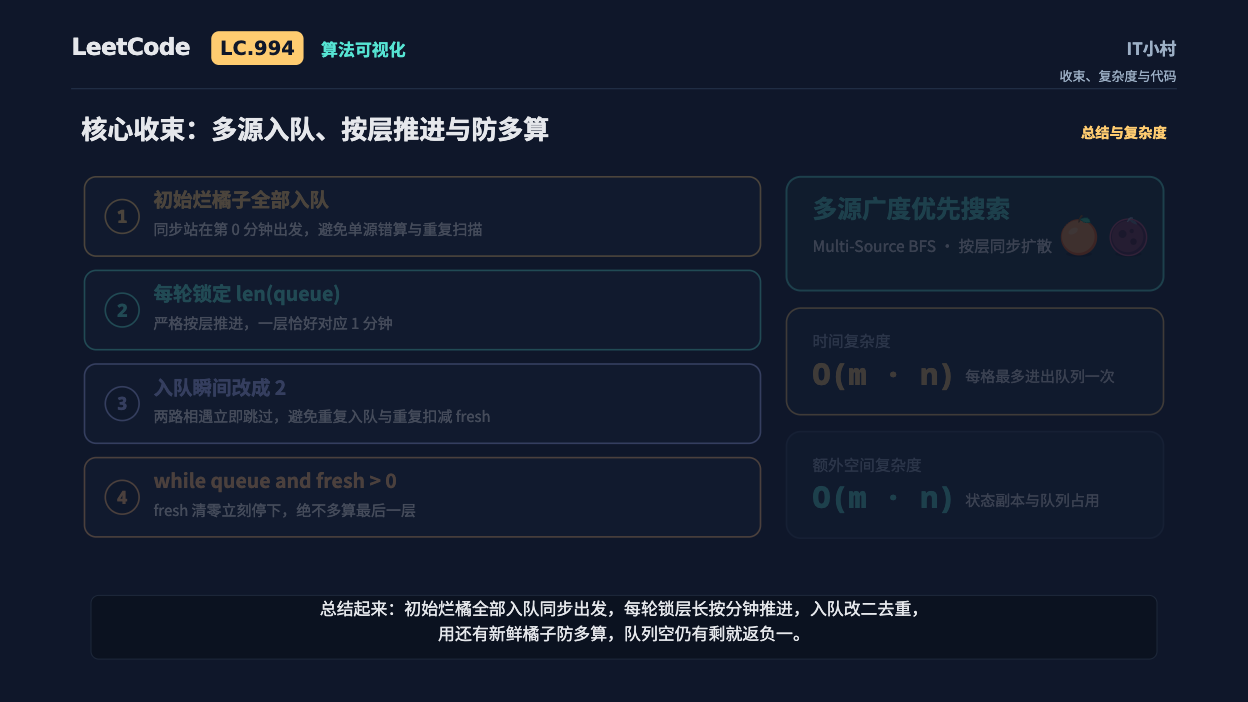 LeetCode LC.994 算法可视化
IT小村
收束、复杂度与代码
核心收束：多源入队、按层推进与防多算
总结与复杂度
1 初始烂橘子全部入队
同步站在第 0 分钟出发，避免单源错算与重复扫描
2 每轮锁定 len(queue)
严格按层推进，一层恰好对应 1 分钟
3 入队瞬间改成 2
两路相遇立即跳过，避免重复入队与重复扣减 fresh
4 while queue and fresh > 0
fresh 清零立刻停下，绝不多算最后一层
多源广度优先搜索
Multi-Source BFS · 按层同步扩散
时间复杂度
O(m · n) 每格最多进出队列一次
额外空间复杂度
O(m · n) 状态副本与队列占用
总结起来：初始烂橘全部入队同步出发，每轮锁层长按分钟推进，入队改二去重，
用还有新鲜橘子防多算，队列空仍有剩就返负一。